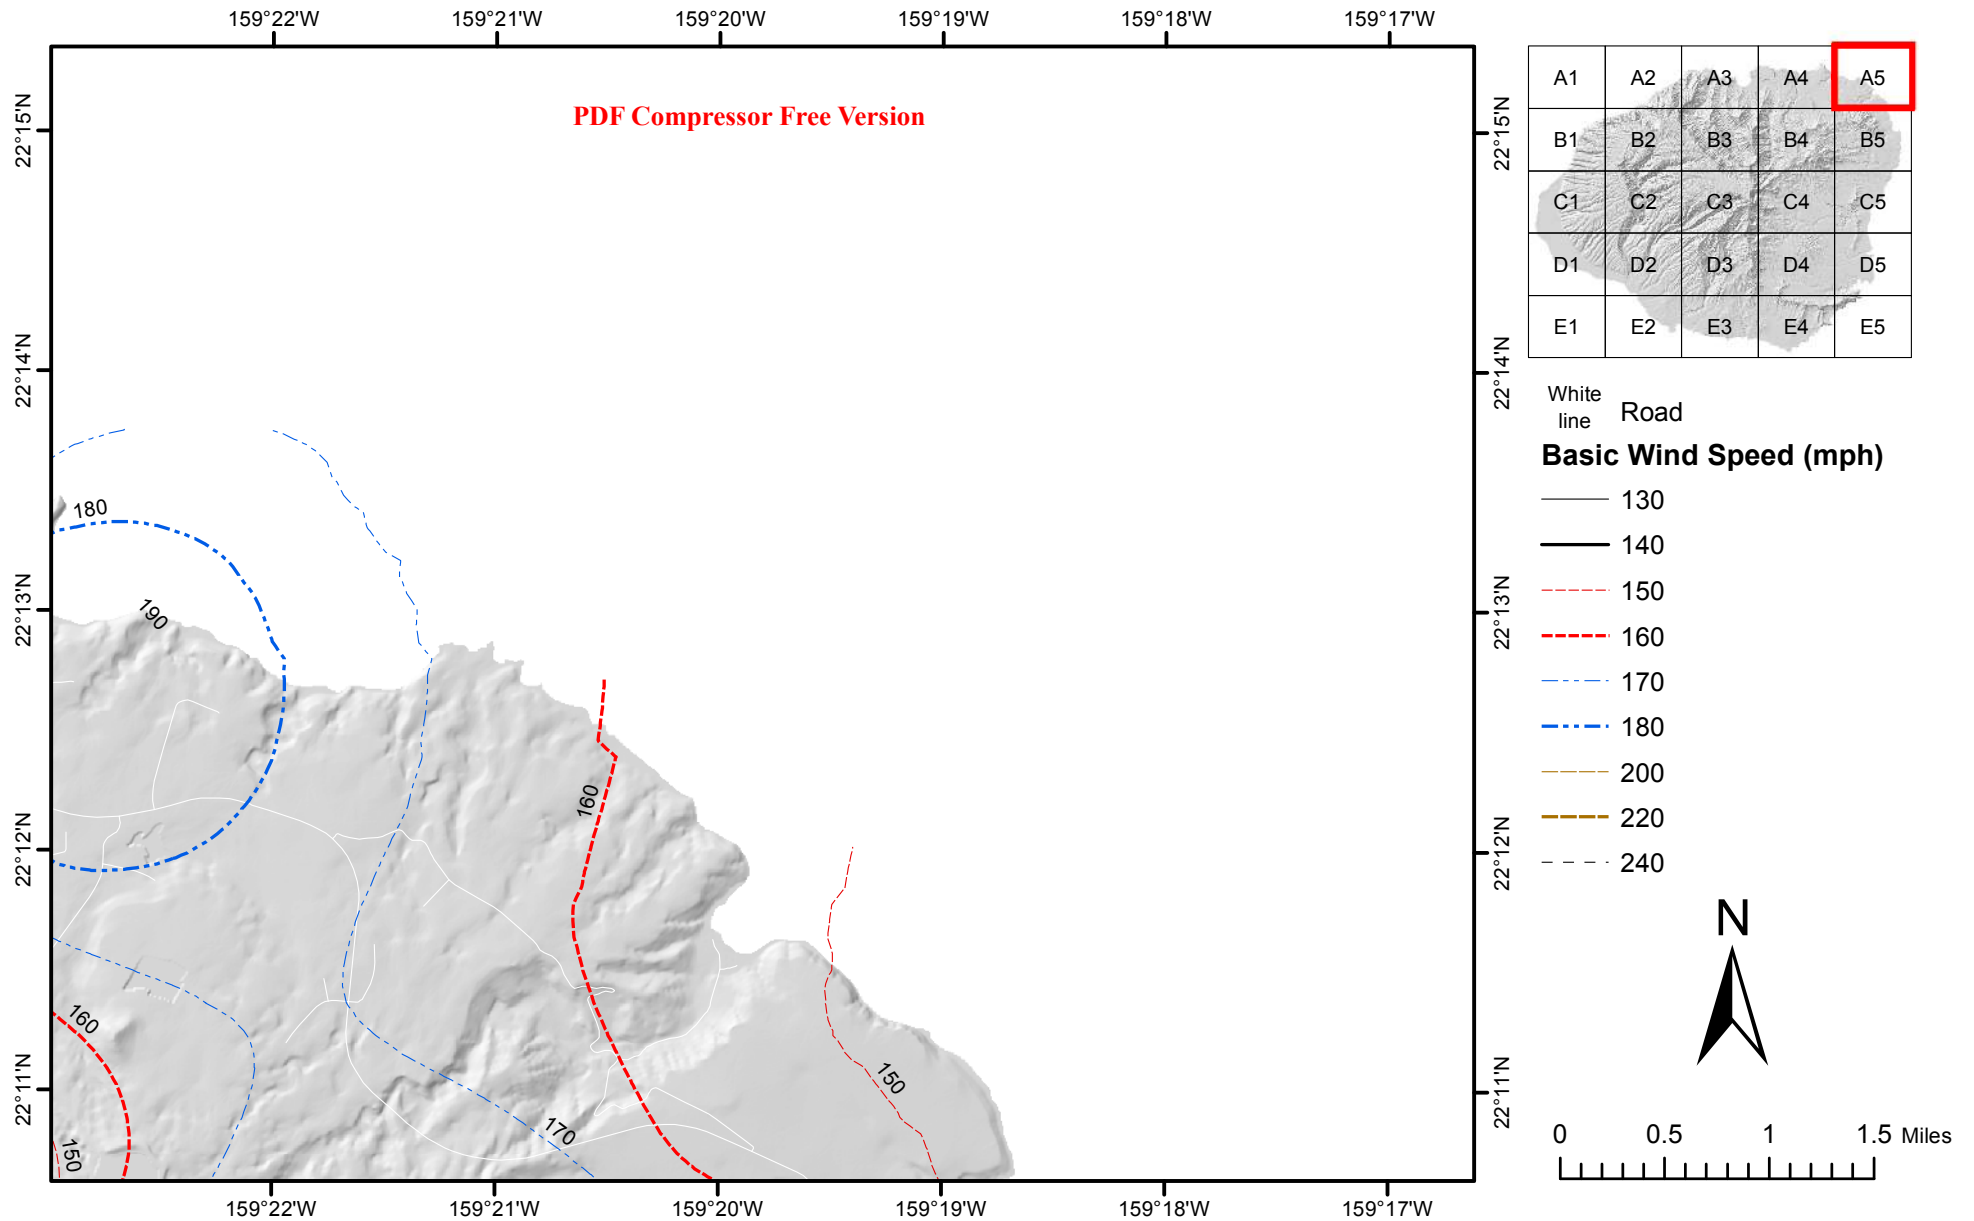 159°22'W 159°21'W 159°20'W 159°19'W 159°18'W 159°17'W
22°15'N
22°14'N
22°13'N
22°12'N
22°11'N
PDF Compressor Free Version
180
190
160
160
150
170
150
22°15'N
22°14'N
22°13'N
22°12'N
22°11'N
159°22'W 159°21'W 159°20'W 159°19'W 159°18'W 159°17'W
A1 A2 A3 A4 A5
B1 B2 B3 B4 B5
C1 C2 C3 C4 C5
D1 D2 D3 D4 D5
E1 E2 E3 E4 E5
White
line Road
Basic Wind Speed (mph)
130
140
150
160
170
180
200
220
240
N
0 0.5 1 1.5 Miles